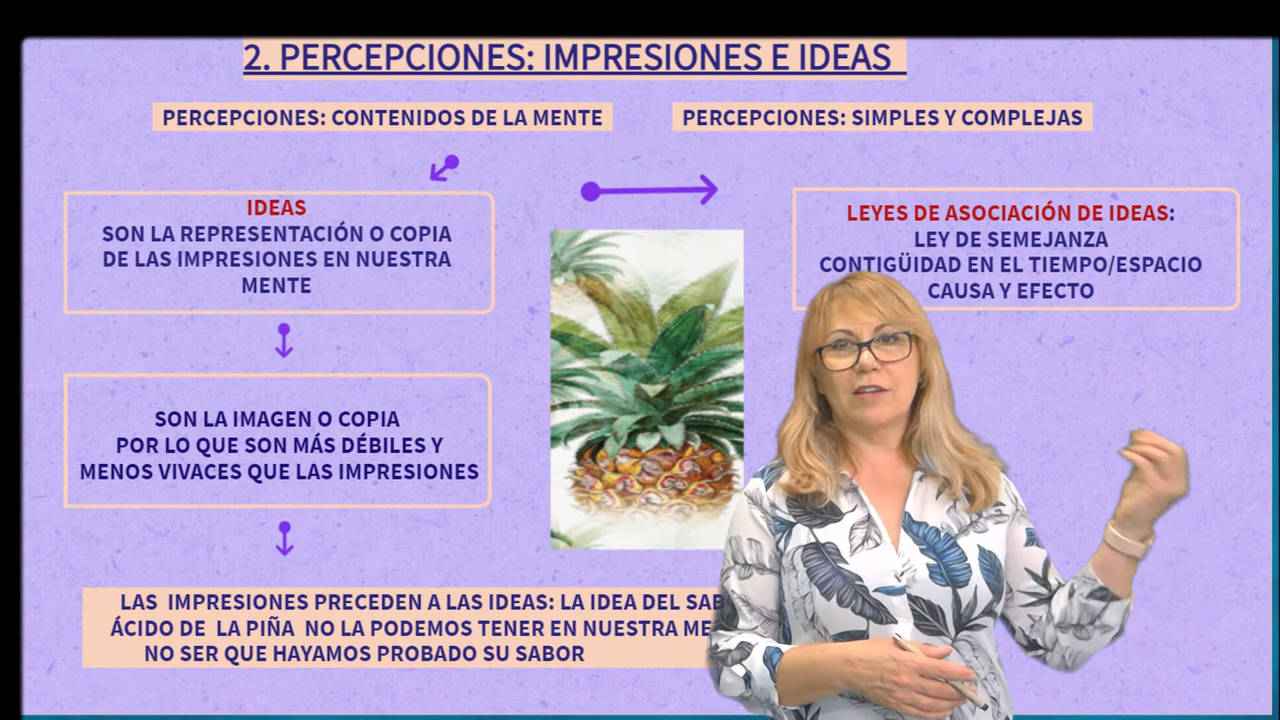 2. PERCEPCIONES: IMPRESIONES E IDEAS
PERCEPCIONES: CONTENIDOS DE LA MENTE
PERCEPCIONES: SIMPLES Y COMPLEJAS
IDEAS
SON LA REPRESENTACIÓN O COPIA
DE LAS IMPRESIONES EN NUESTRA
MENTE
LEYES DE ASOCIACIÓN DE IDEAS:
LEY DE SEMEJANZA
CONTIGÜIDAD EN EL TIEMPO/ESPACIO
CAUSA Y EFECTO
SON LA IMAGEN O COPIA
POR LO QUE SON MÁS DÉBILES Y
MENOS VIVACES QUE LAS IMPRESIONES
LAS IMPRESIONES PRECEDEN A LAS IDEAS: LA IDEA DEL
ÁCIDO DE LA PIÑA NO LA PODEMOS TENER EN NUESTRA
NO SER QUE HAYAMOS PROBADO SU SABOR